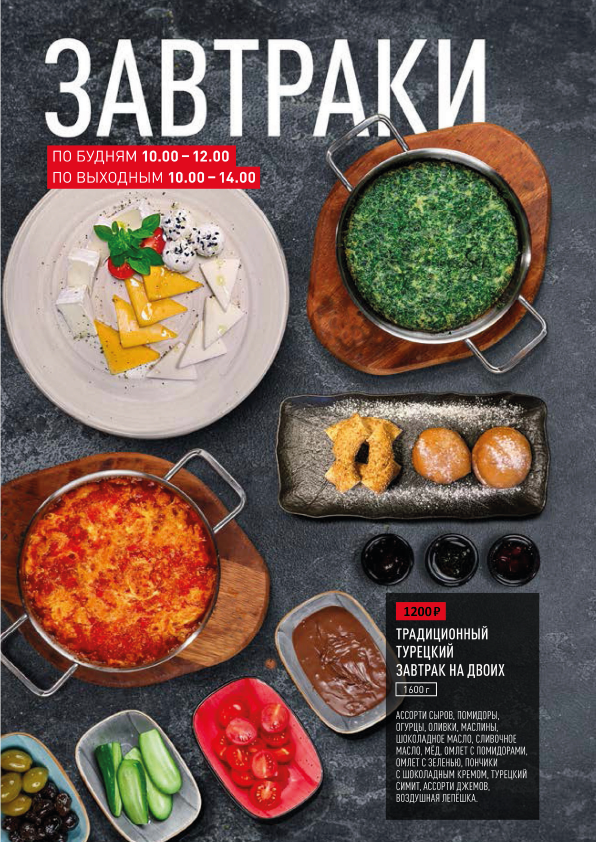 ЗАВТРАКИ
ПО БУДНЯМ 10.00 – 12.00
ПО ВЫХОДНЫМ 10.00 – 14.00
1200 ₽
ТРАДИЦИОННЫЙ
ТУРЕЦКИЙ
ЗАВТРАК НА ДВОИХ
1600 г
АССОРТИ СЫРОВ, ПОМИДОРЫ,
ОГУРЦЫ, ОЛИВКИ, МАСЛИНЫ,
ШОКОЛАДНОЕ МАСЛО, СЛИВОЧНОЕ
МАСЛО, МЁД, ОМЛЕТ С ПОМИДОРАМИ,
ОМЛЕТ С ЗЕЛЕНЬЮ, ПОНЧИКИ
С ШОКОЛАДНЫМ КРЕМОМ, ТУРЕЦКИЙ
СИМИТ, АССОРТИ ДЖЕМОВ,
ВОЗДУШНАЯ ЛЕПЕШКА.